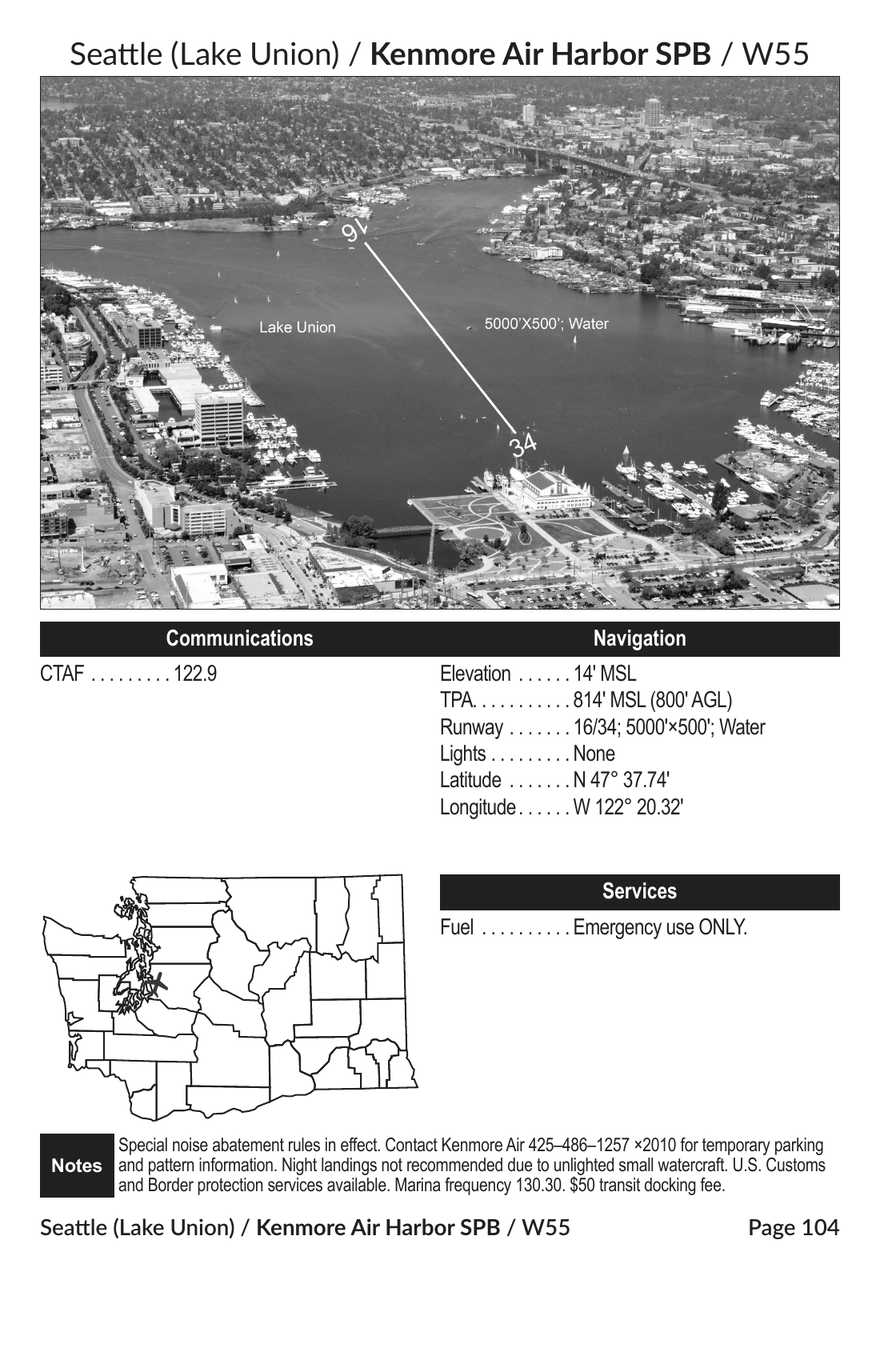 Seattle (Lake Union) / Kenmore Air Harbor SPB / W55
16
Lake Union
5000'X500'; Water
34
Communications
CTAF . . . . . . . . . 122.9
Navigation
Elevation . . . . . . 14' MSL
TPA. . . . . . . . . . . 814' MSL (800' AGL)
Runway . . . . . . . 16/34; 5000'×500'; Water
Lights . . . . . . . . . None
Latitude . . . . . . . N 47° 37.74'
Longitude . . . . . . W 122° 20.32'
Services
Fuel . . . . . . . . . . Emergency use ONLY.
Notes
Special noise abatement rules in effect. Contact Kenmore Air 425–486–1257 ×2010 for temporary parking
and pattern information. Night landings not recommended due to unlighted small watercraft. U.S. Customs
and Border protection services available. Marina frequency 130.30. $50 transit docking fee.
Seattle (Lake Union) / Kenmore Air Harbor SPB / W55
Page 104